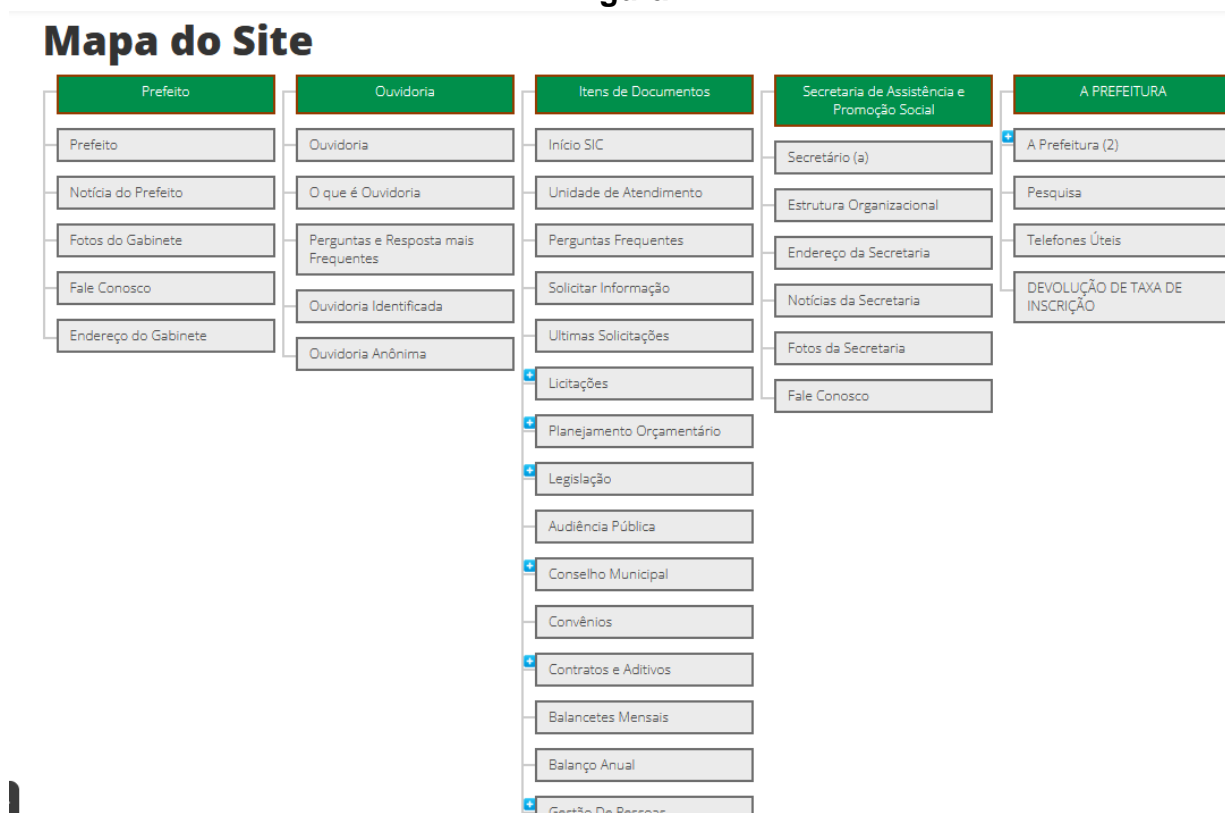 Mapa do Site
Prefeito
Prefeito
Notícia do Prefeito
Fotos do Gabinete
Fale Conosco
Endereço do Gabinete
Ouvidoria
Ouvidoria
O que é Ouvidoria
Perguntas e Resposta mais
Frequentes
Ouvidoria Identificada
Ouvidoria Anônima
Itens de Documentos
Início SIC
Unidade de Atendimento
Perguntas Frequentes
Solicitar Informação
Ultimas Solicitações
Licitações
Planejamento Orçamentário
Legislação
Audiência Pública
Conselho Municipal
Convênios
Contratos e Aditivos
Balancetes Mensais
Balanço Anual
Gestão De Pessoas
Secretaria de Assistência e
Promoção Social
Secretário (a)
Estrutura Organizacional
Endereço da Secretaria
Notícias da Secretaria
Fotos da Secretaria
Fale Conosco
A PREFEITURA
A Prefeitura (2)
Pesquisa
Telefones Úteis
DEVOLUÇÃO DE TAXA DE
INSCRIÇÃO